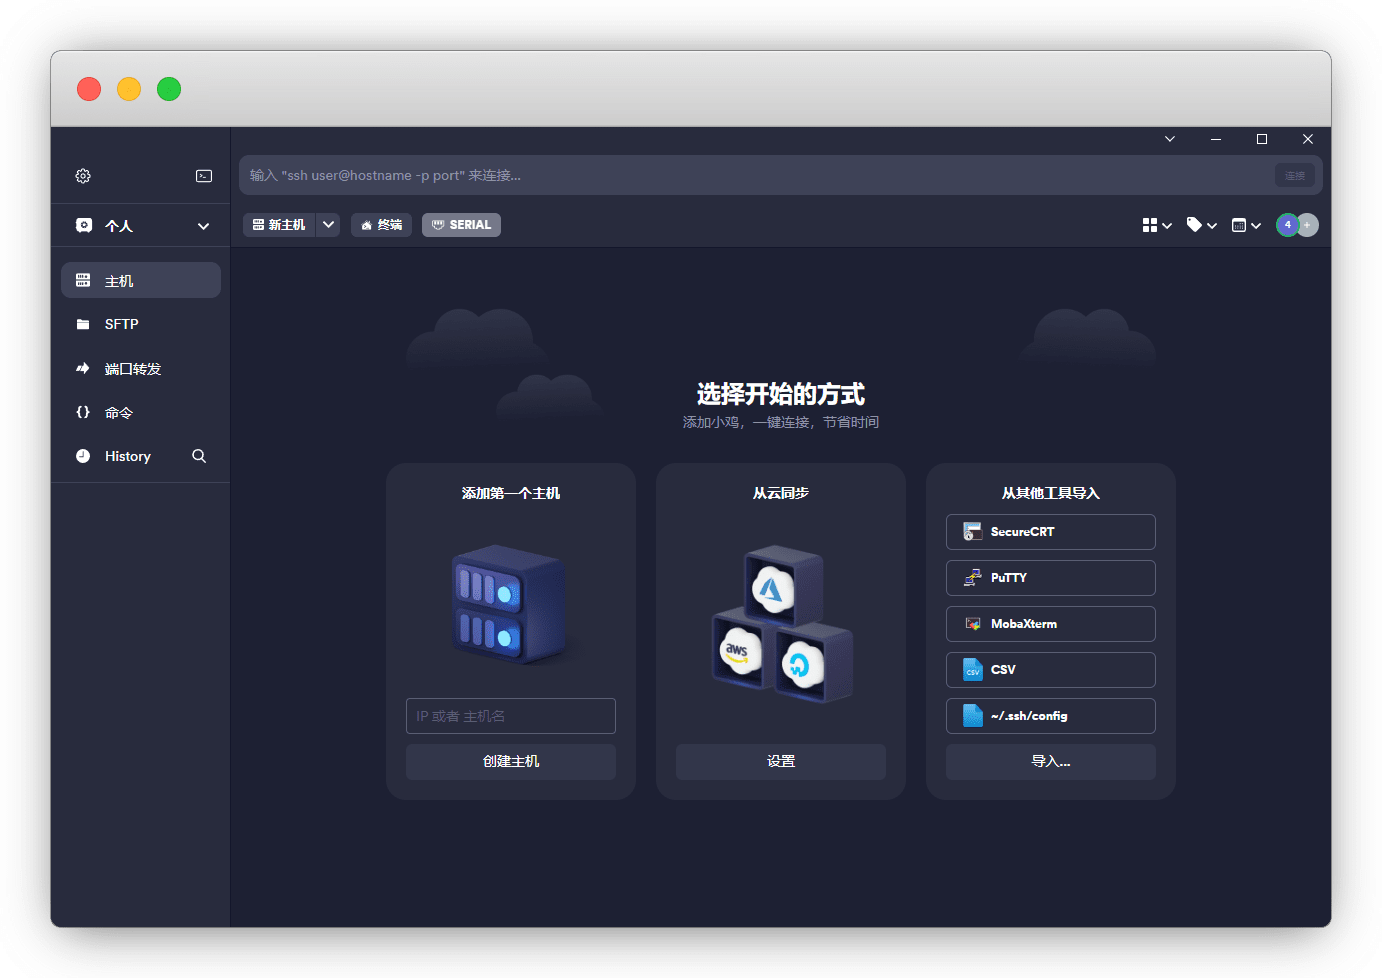 输入 "ssh user@hostname -p port" 来连接...
连接
个人
新主机
终端
SERIAL
4
+
主机
SFTP
端口转发
命令
History
选择开始的方式
添加小鸡，一键连接，节省时间
添加第一个主机
IP 或者 主机名
创建主机
从云同步
aws
设置
从其他工具导入
SecureCRT
PuTTY
MobaXterm
CSV
CSV
~/.ssh/config
导入...